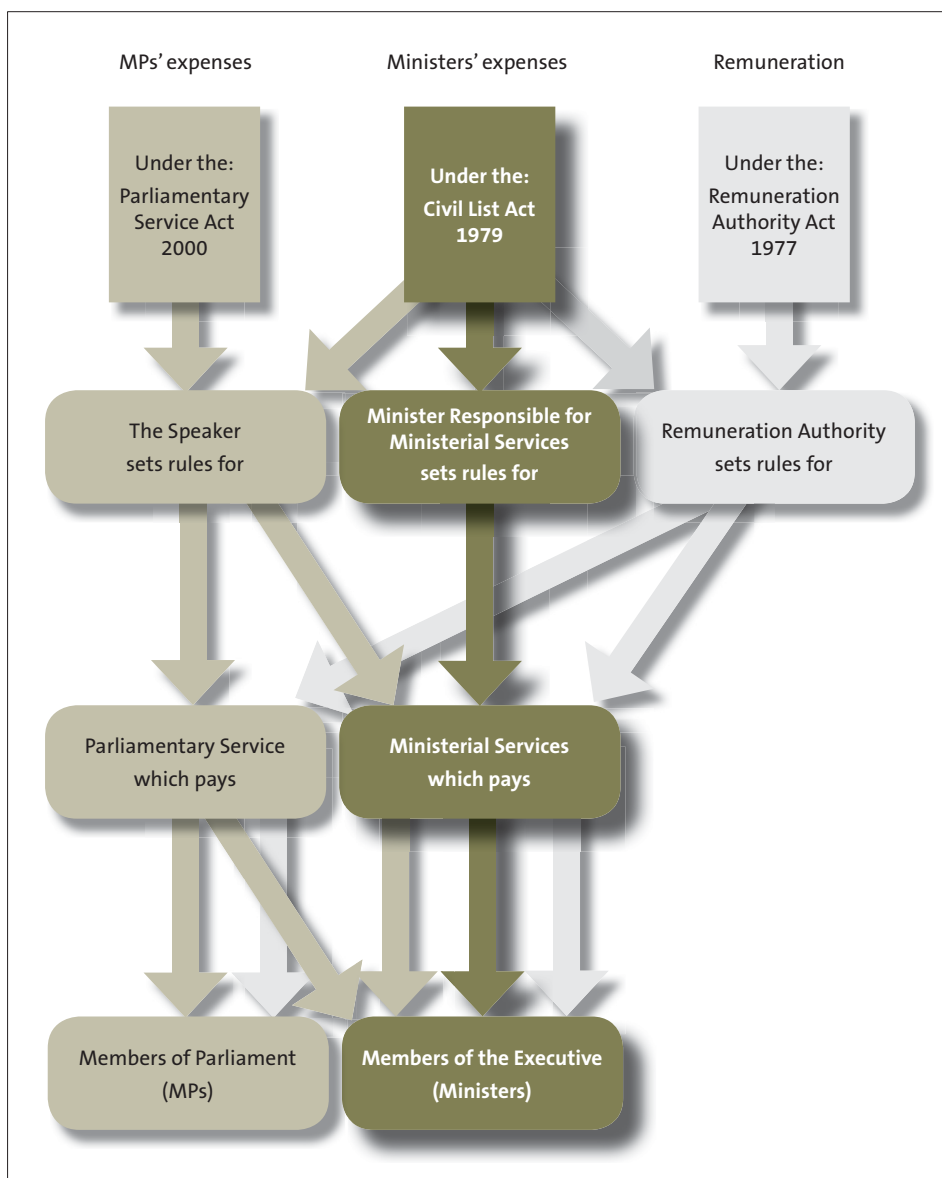 MPs’ expenses
Ministers’ expenses
Remuneration
Under the:
Parliamentary
Service Act
2000
Under the:
Civil List Act
1979
Under the:
Remuneration
Authority Act
1977
The Speaker
sets rules for
Minister Responsible for
Ministerial Services
sets rules for
Remuneration Authority
sets rules for
Parliamentary Service
which pays
Ministerial Services
which pays
Members of Parliament
(MPs)
Members of the Executive
(Ministers)